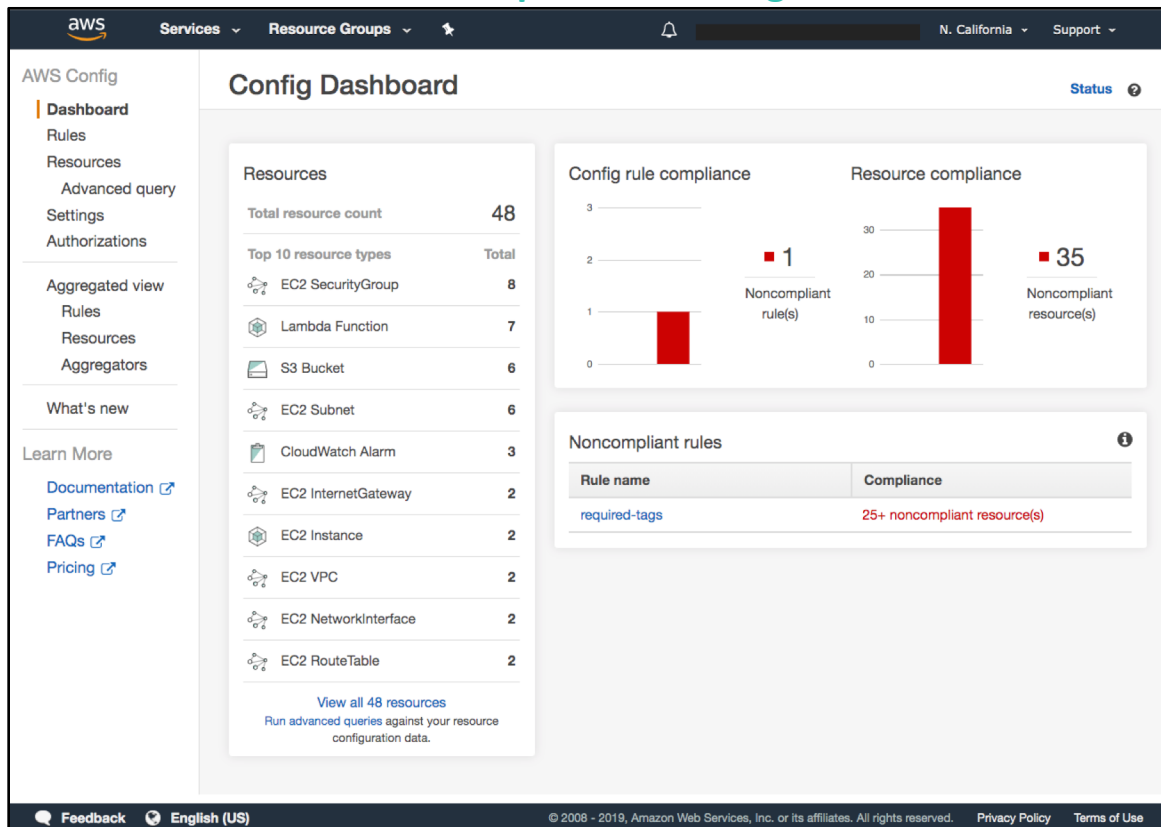 aws
Services
Resource Groups
N. California
Support
AWS Config
Dashboard
Rules
Resources
Advanced query
Settings
Authorizations
Aggregated view
Rules
Resources
Aggregators
What's new
Learn More
Documentation
Partners
FAQs
Pricing
Config Dashboard
Status
Resources
Total resource count 48
Top 10 resource types Total
EC2 SecurityGroup 8
Lambda Function 7
S3 Bucket 6
EC2 Subnet 6
CloudWatch Alarm 3
EC2 InternetGateway 2
EC2 Instance 2
EC2 VPC 2
EC2 NetworkInterface 2
EC2 RouteTable 2
View all 48 resources
Run advanced queries against your resource
configuration data.
Config rule compliance
3
2
1
0
1
Noncompliant
rule(s)
Resource compliance
30
20
10
0
35
Noncompliant
resource(s)
Noncompliant rules
Rule name Compliance
required-tags 25+ noncompliant resource(s)
Feedback
English (US)
© 2008 - 2019, Amazon Web Services, Inc. or its affiliates. All rights reserved.
Privacy Policy
Terms of Use